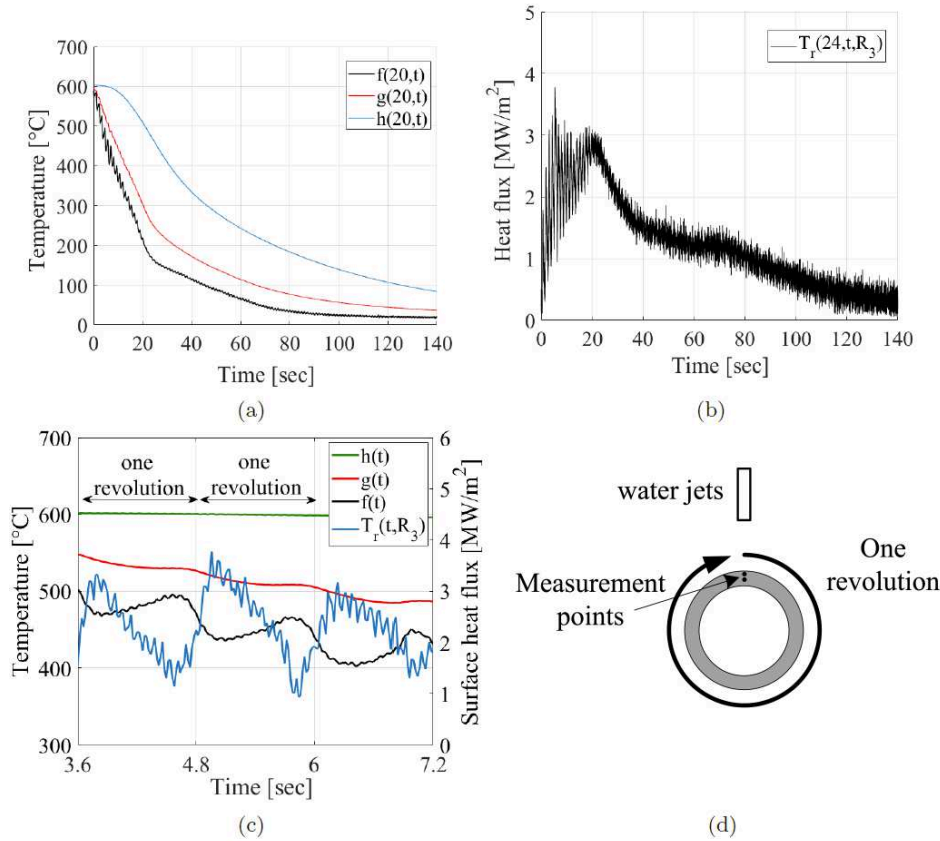 700
600
500
400
300
200
100
0
0 20 40 60 80 100 120 140
Temperature [°C]
Time [sec]
f(20,t)
g(20,t)
h(20,t)
(a)
5
4
3
2
1
0
0 20 40 60 80 100 120 140
Heat flux [MW/m²]
Time [sec]
T_r(24,t,R_3)
(b)
700
600
500
400
300
3.6 4.8 6 7.2
Temperature [°C]
Time [sec]
one
revolution
one
revolution
h(t)
g(t)
f(t)
T_r(t,R_3)
6
5
4
3
2
1
0
Surface heat flux [MW/m²]
(c)
water jets
Measurement
points
One
revolution
(d)